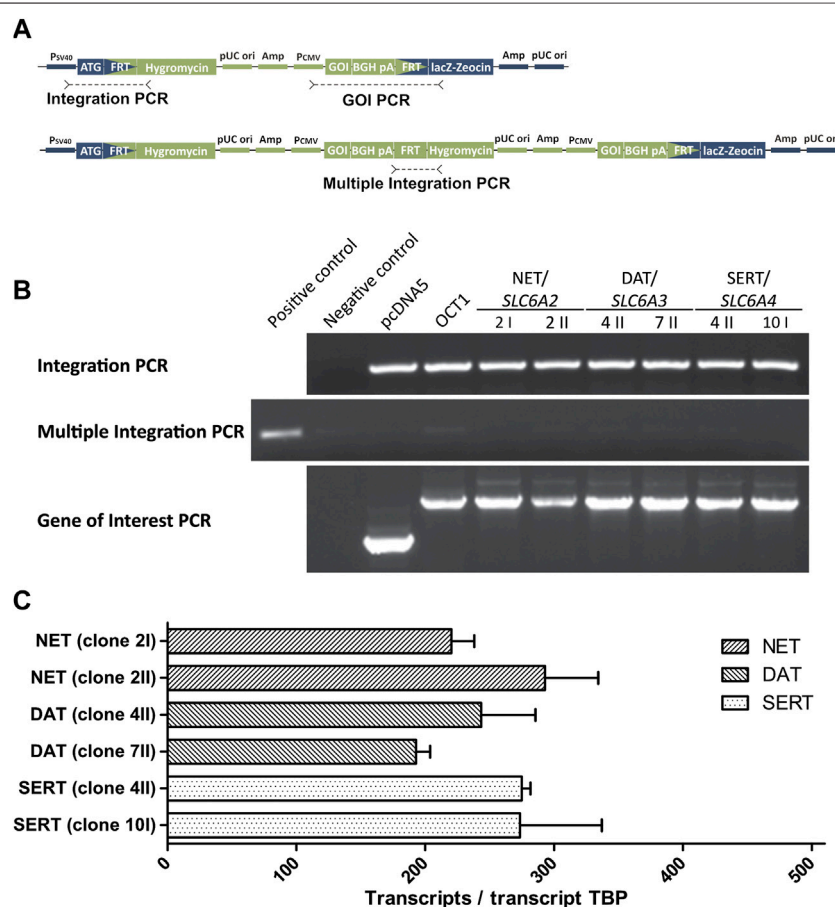 A
PSV40 ATG FRT Hygromycin pUC ori Amp PCMV GOI BGH pA FRT lacZ-Zeocin Amp pUC ori
Integration PCR GOI PCR
PSV40 ATG FRT Hygromycin pUC ori Amp PCMV GOI BGH pA FRT Hygromycin pUC ori Amp PCMV GOI BGH pA FRT lacZ-Zeocin Amp pUC ori
Multiple Integration PCR
B
Positive control Negative control pcDNA5 OCT1 NET/ DAT/ SERT/
SLC6A2 SLC6A3 SLC6A4
2 I 2 II 4 II 7 II 4 II 10 I
Integration PCR
Multiple Integration PCR
Gene of Interest PCR
C
NET (clone 2I)
NET (clone 2II)
DAT (clone 4II)
DAT (clone 7II)
SERT (clone 4II)
SERT (clone 10I)
NET
DAT
SERT
0 100 200 300 400 500
Transcripts / transcript TBP